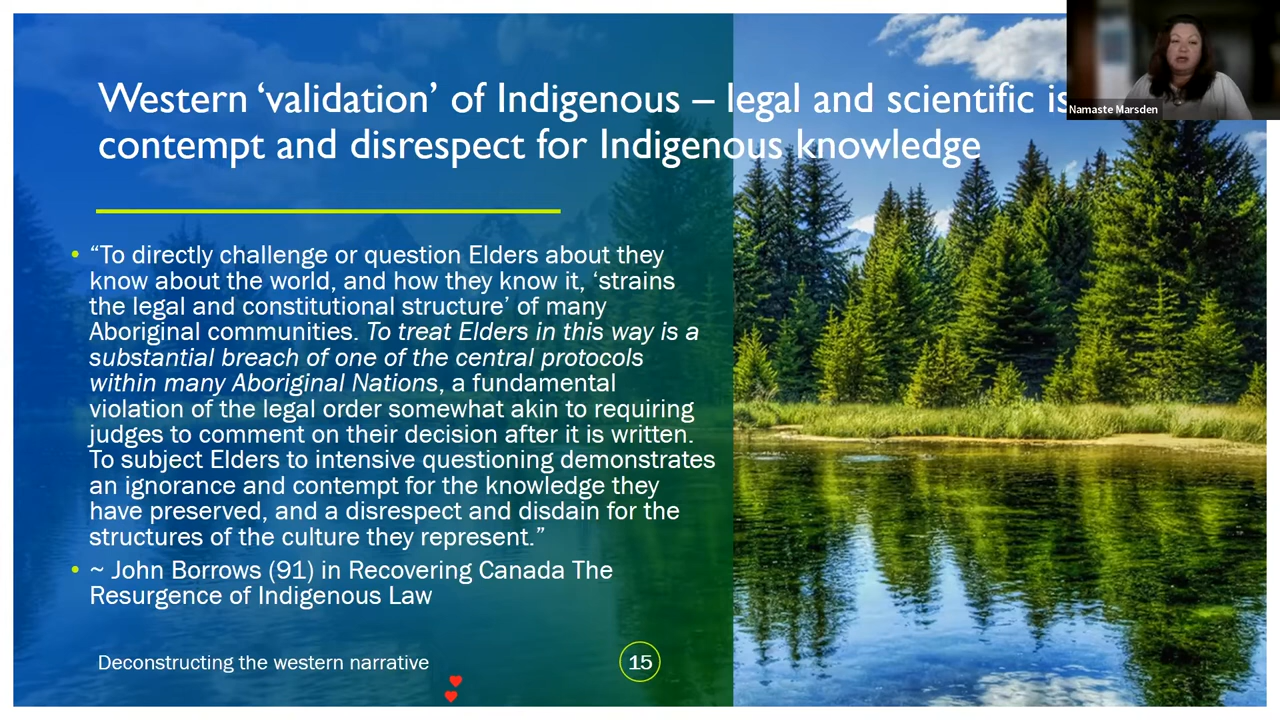 Western ‘validation’ of Indigenous – legal and scientific is
contempt and disrespect for Indigenous knowledge
Namaste Marsden
• “To directly challenge or question Elders about they
know about the world, and how they know it, ‘strains
the legal and constitutional structure’ of many
Aboriginal communities. To treat Elders in this way is a
substantial breach of one of the central protocols
within many Aboriginal Nations, a fundamental
violation of the legal order somewhat akin to requiring
judges to comment on their decision after it is written.
To subject Elders to intensive questioning demonstrates
an ignorance and contempt for the knowledge they
have preserved, and a disrespect and disdain for the
structures of the culture they represent.”
• ~ John Borrows (91) in Recovering Canada The
Resurgence of Indigenous Law
Deconstructing the western narrative
15